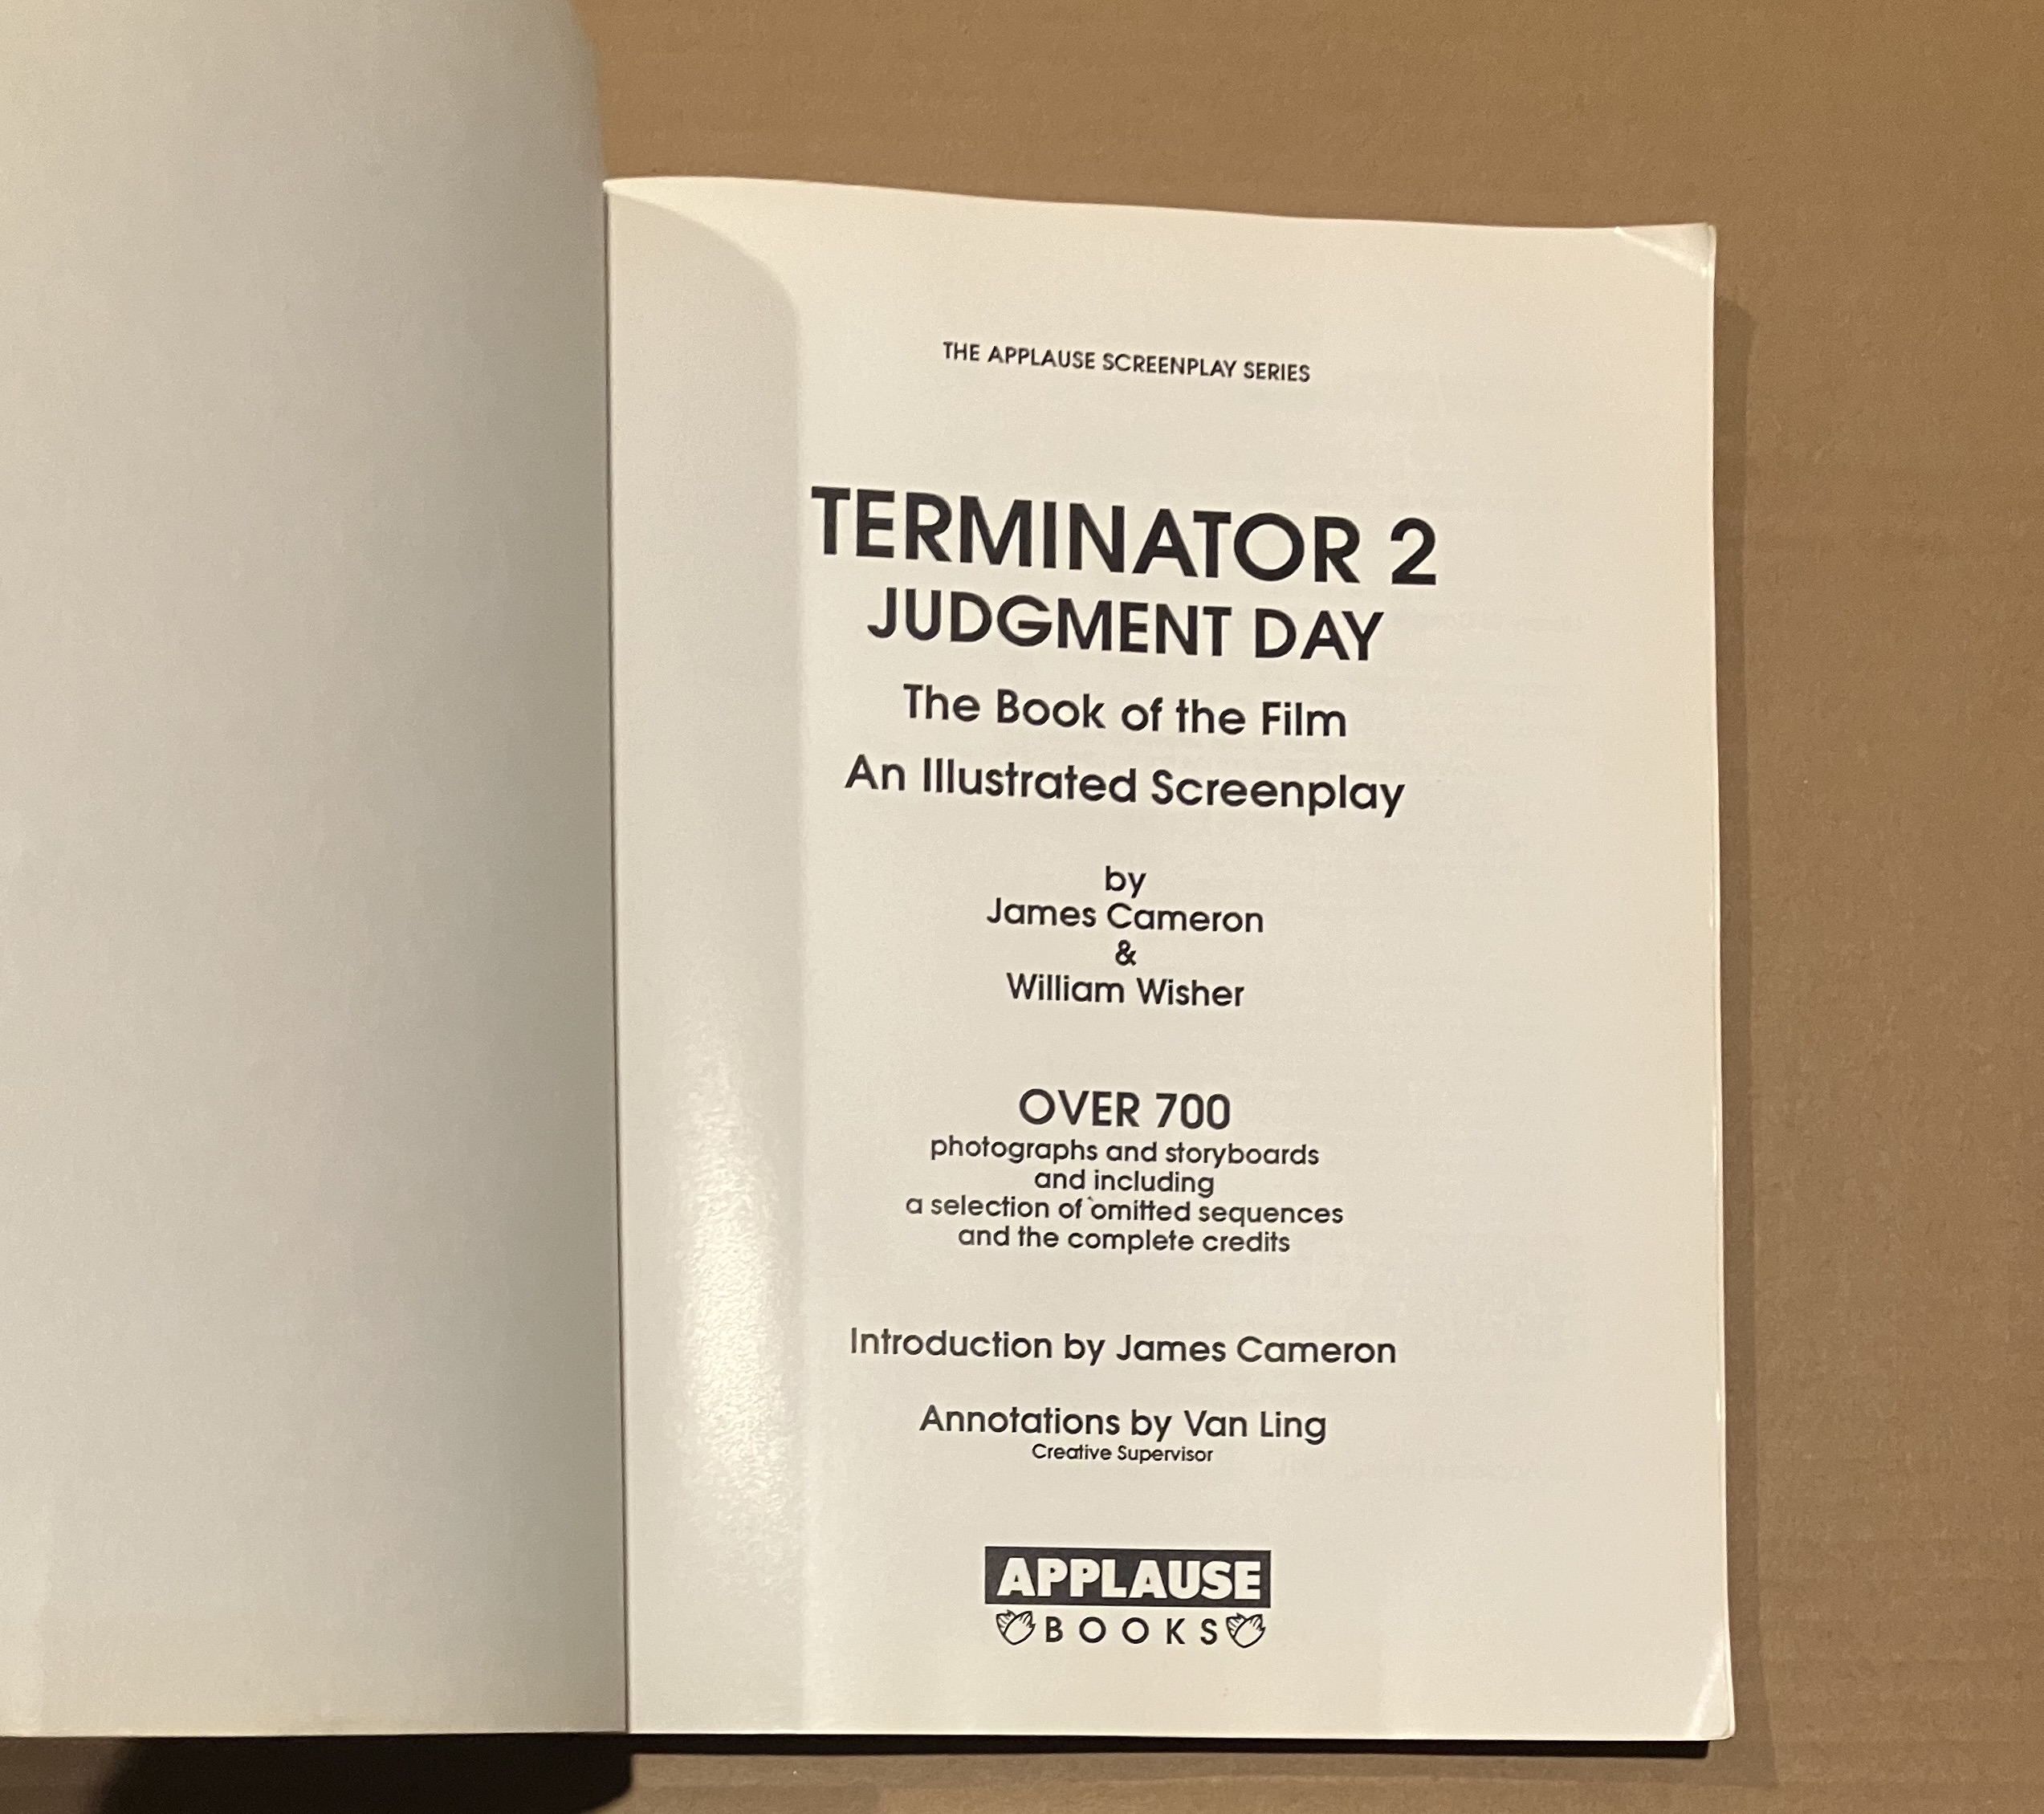 THE APPLAUSE SCREENPLAY SERIES
TERMINATOR 2
JUDGMENT DAY
The Book of the Film
An Illustrated Screenplay
by
James Cameron
&
William Wisher
OVER 700
photographs and storyboards
and including
a selection of omitted sequences
and the complete credits
Introduction by James Cameron
Annotations by Van Ling
Creative Supervisor
APPLAUSE
BOOKS